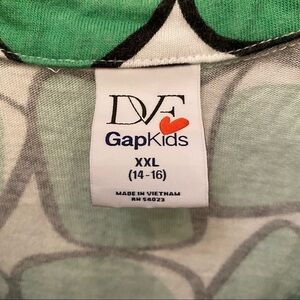 DVF
GapKids
XXL
(14-16)
MADE IN VIETNAM
RN 54023